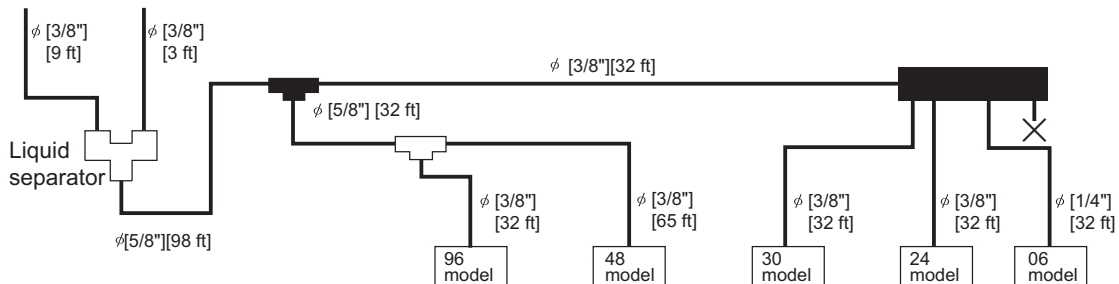 ⌀ [3/8"]
[9 ft]
⌀ [3/8"]
[3 ft]
⌀ [3/8"][32 ft]
⌀ [5/8"] [32 ft]
Liquid
separator
⌀[5/8"][98 ft]
⌀ [3/8"]
[32 ft]
⌀ [3/8"]
[65 ft]
⌀ [3/8"]
[32 ft]
⌀ [3/8"]
[32 ft]
⌀ [1/4"]
[32 ft]
96
model
48
model
30
model
24
model
06
model